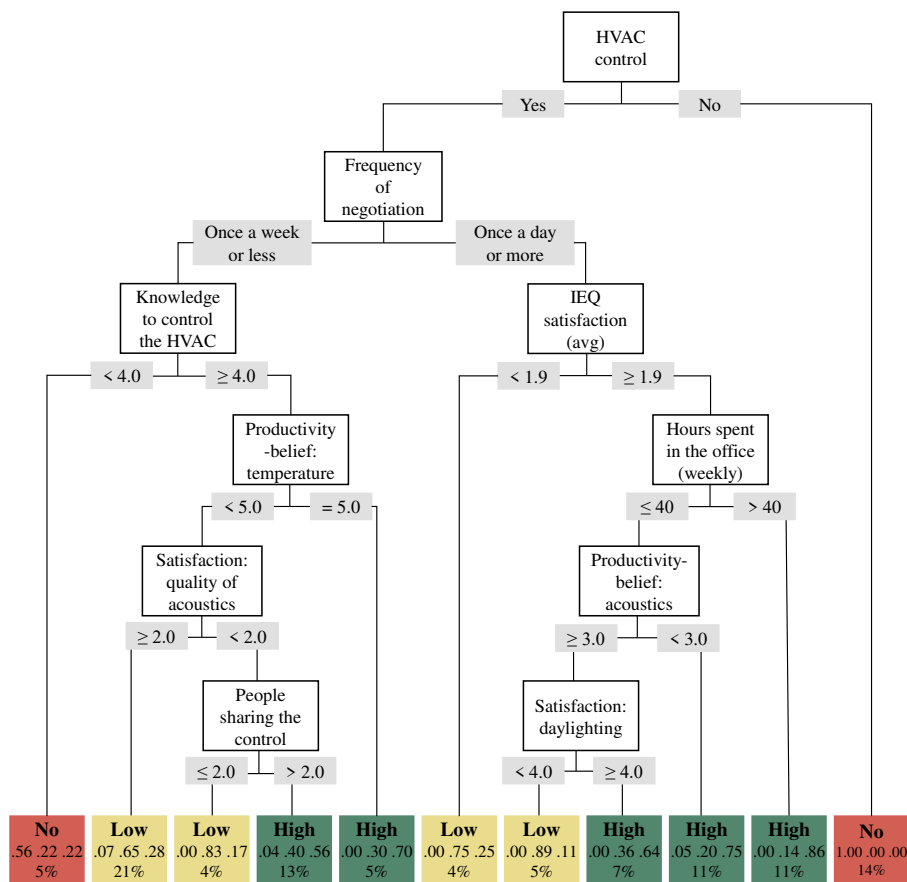 HVAC
control
Yes
No
Frequency
of
negotiation
Once a week
or less
Once a day
or more
Knowledge
to control
the HVAC
IEQ
satisfaction
(avg)
< 4.0
≥ 4.0
< 1.9
≥ 1.9
Productivity
-belief:
temperature
Hours spent
in the office
(weekly)
< 5.0
= 5.0
≤ 40
> 40
Satisfaction:
quality of
acoustics
Productivity-
belief:
acoustics
≥ 2.0
< 2.0
≥ 3.0
< 3.0
People
sharing the
control
Satisfaction:
daylighting
≤ 2.0
> 2.0
< 4.0
≥ 4.0
No
.56 .22 .22
5%
Low
.07 .65 .28
21%
Low
.00 .83 .17
4%
High
.04 .40 .56
13%
High
.00 .30 .70
5%
Low
.00 .75 .25
4%
Low
.00 .89 .11
5%
High
.00 .36 .64
7%
High
.05 .20 .75
11%
High
.00 .14 .86
11%
No
1.00 .00 .00
14%